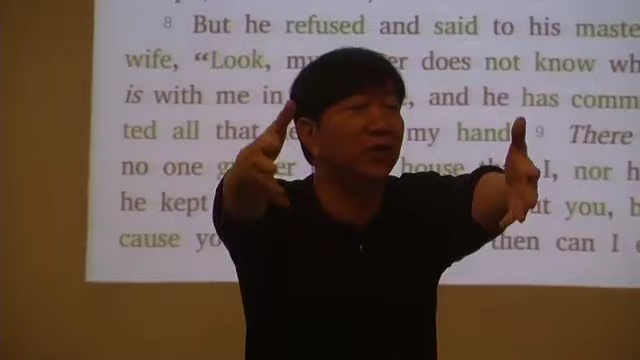 8 But he refused and said to his maste
wife, “Look, my does not know wh
is with me in and he has comm
ted all that he my hand. 9 There
no one house I, nor h
he kept you, b
cause yo then can I